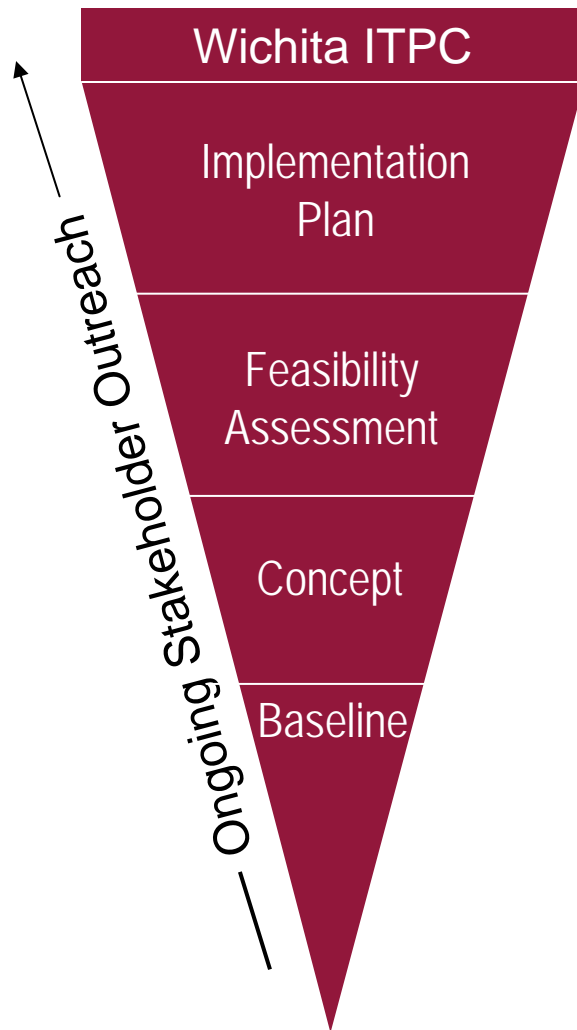 Wichita ITPC
Implementation
Plan
Feasibility
Assessment
Concept
Baseline
Ongoing Stakeholder Outreach